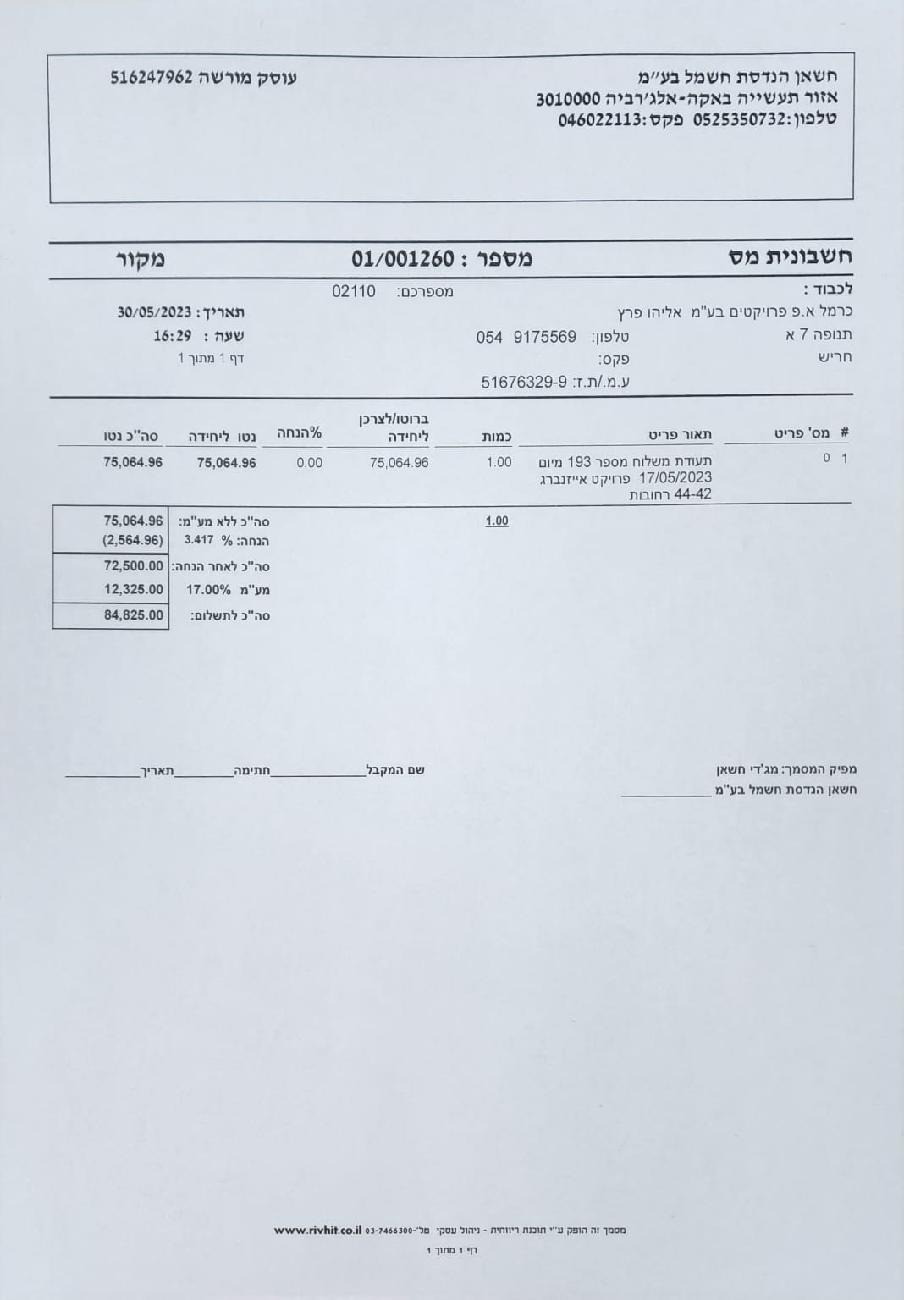 חשאן הנדסת חשמל בע״מ
עוסק מורשה 516247962
אזור תעשייה באקה-אלג'רביה 3010000
טלפון:0525350732 פקס:046022113
חשבונית מס מספר : 01/001260 מקור
לכבוד : מספרכם: 02110
כרמל א.פ פרויקטים בע"מ אליהו פרץ תאריך: 30/05/2023
תנופה 7 א טלפון: 054 9175569 שעה : 16:29
חריש פקס: דף 1 מתוך 1
ע.מ./ת.ז: 51676329-9
# מס' פריט תאור פריט כמות ברוטו/לצרכן ליחידה %הנחה נטו ליחידה סה"כ נטו
1 0 תעודת משלוח מספר 193 מיום 1.00 75,064.96 0.00 75,064.96 75,064.96
17/05/2023 פרויקט אייזנברג
44-42 רחובות
1.00 סה"כ ללא מע"מ: 75,064.96
הנחה: % 3.417 (2,564.96)
סה"כ לאחר הנחה: 72,500.00
מע"מ 17.00% 12,325.00
סה"כ לתשלום: 84,825.00
מפיק המסמך: מג'די חשאן שם המקבל______________חתימה_________תאריך___________
חשאן הנדסת חשמל בע"מ _____________
מסמך זה הופק ע"י תוכנת ריווחית - ניהול עסקי טל'-03-7466300 www.rivhit.co.il
דף 1 מתוך 1